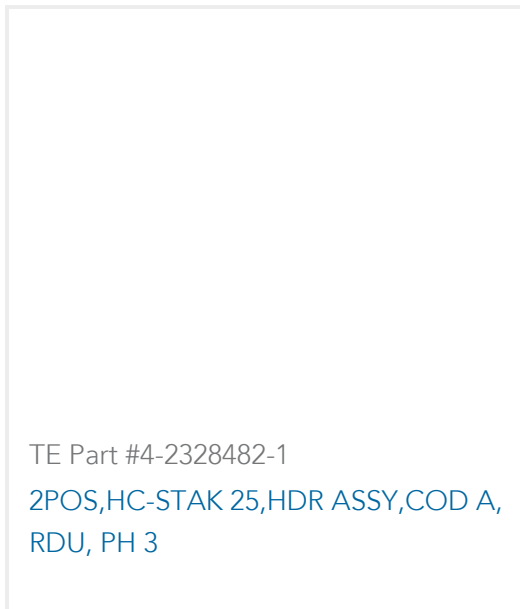 TE Part #4-2328482-1
2POS,HC-STAK 25,HDR ASSY,COD A,
RDU, PH 3